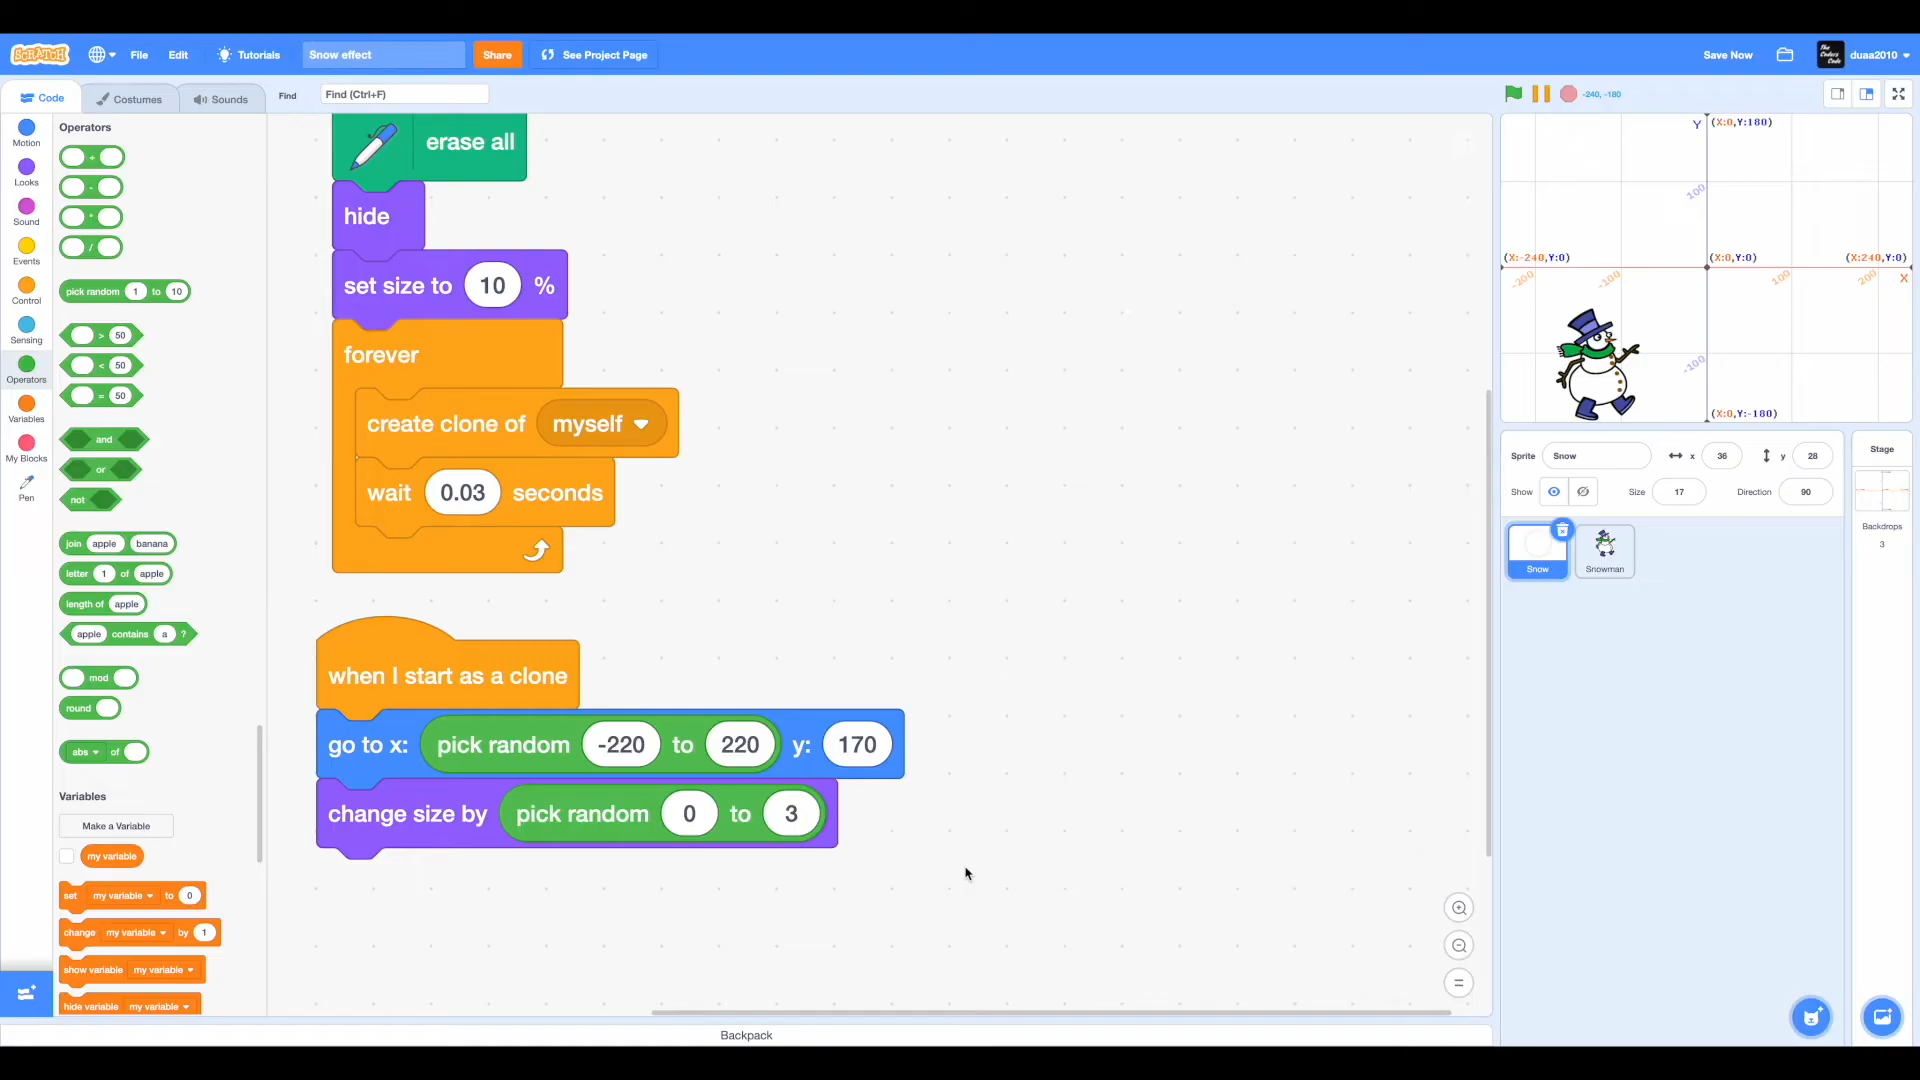 SCRATCH File Edit Tutorials Snow effect Share See Project Page Save Now duaa2010
Code Costumes Sounds Find Find (Ctrl+F) -240, -180
Motion
Looks
Sound
Events
Control
Sensing
Operators
Variables
My Blocks
Pen
Operators
+
-
*
/
pick random 1 to 10
> 50
< 50
= 50
and
or
not
join apple banana
letter 1 of apple
length of apple
apple contains a ?
mod
round
abs of
Variables
Make a Variable
my variable
set my variable to 0
change my variable by 1
show variable my variable
hide variable my variable
erase all
hide
set size to 10 %
forever
create clone of myself
wait 0.03 seconds
when I start as a clone
go to x: pick random -220 to 220 y: 170
change size by pick random 0 to 3
Y (X:0,Y:180)
100
(X:-240,Y:0) (X:0,Y:0) (X:240,Y:0)
-200 -100 100 200 X
-100
(X:0,Y:-180)
Sprite Snow x 36 y 28
Show Size 17 Direction 90
Snow Snowman
Stage
Backdrops
3
Backpack